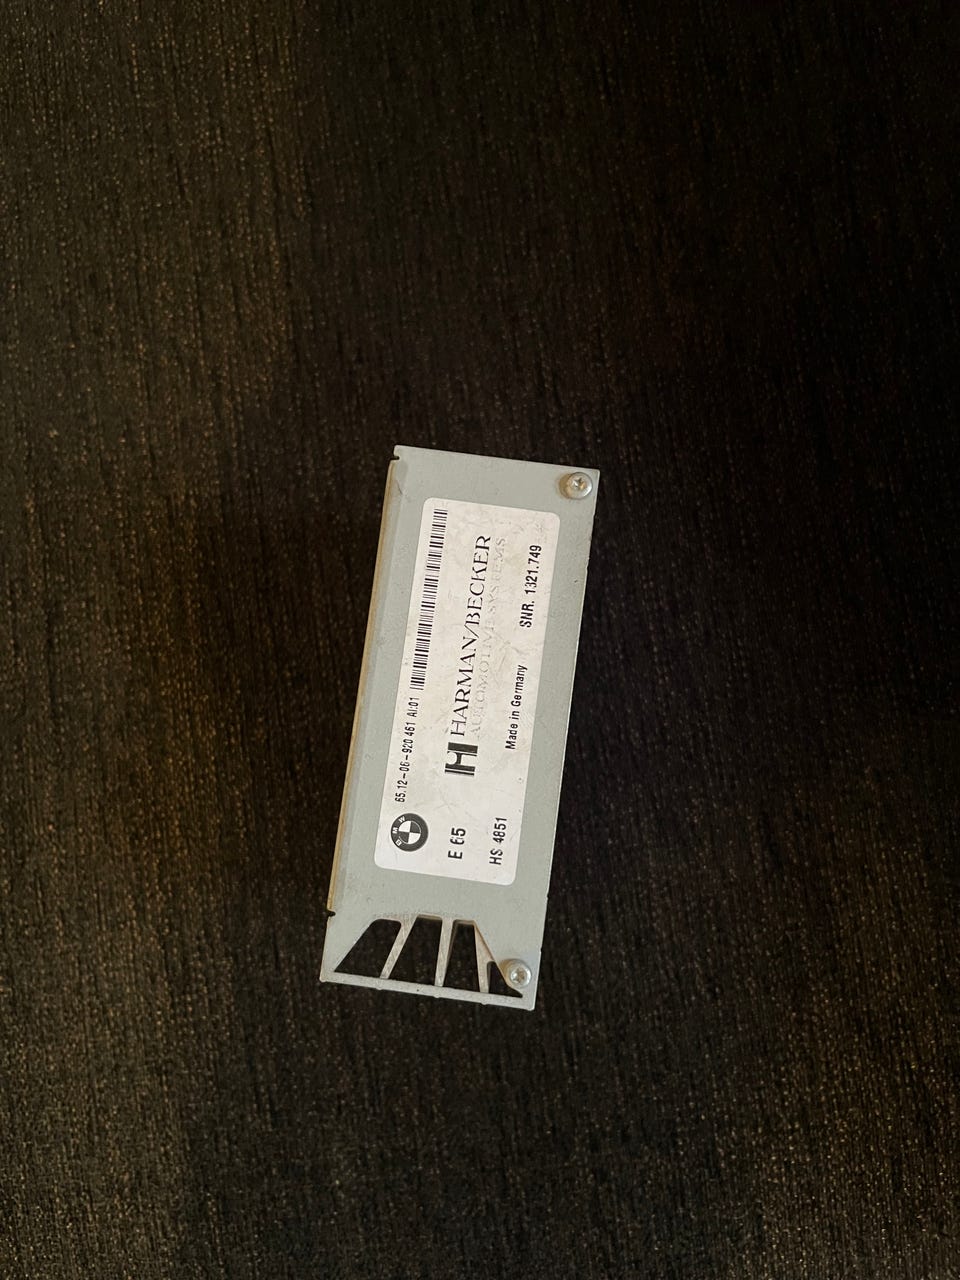 BMW 65.12-06-920 461 AI:01
HARMAN/BECKER
AUTOMOTIVE SYSTEMS
E 65
Made in Germany
HS 4851
SNR. 1321.749